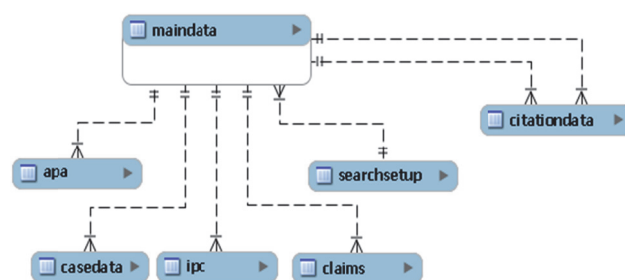 maindata
citationdata
apa
searchsetup
casedata
ipc
claims